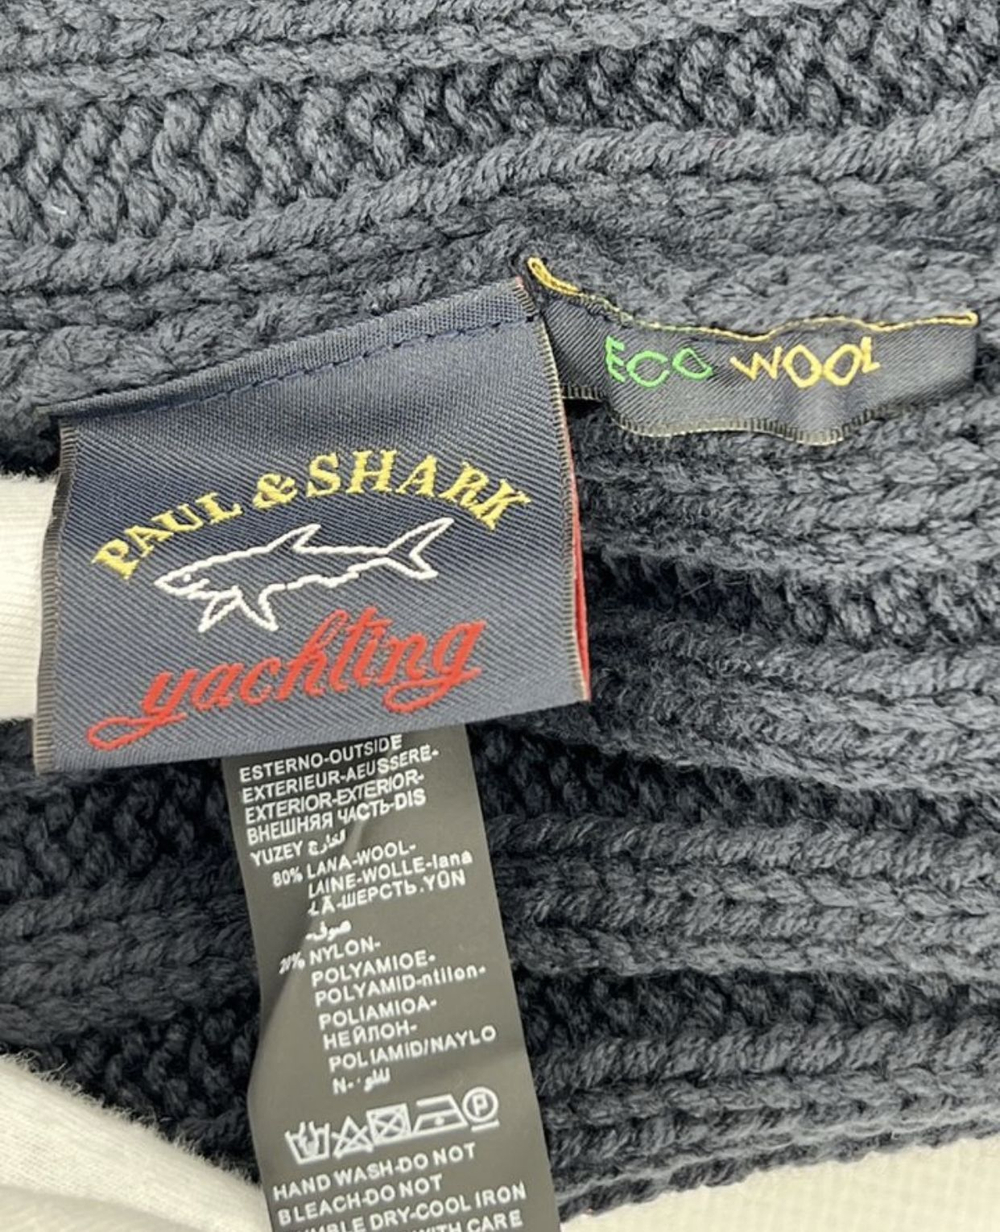 ECO WOOL
PAUL & SHARK
yachting
ESTERNO-OUTSIDE
EXTERIEUR-AEUSSERE-
EXTERIOR-EXTERIOR-
ВНЕШНЯЯ ЧАСТЬ-DIS
YUZEY الخارج
80% LANA-WOOL-
LAINE-WOLLE-lana
LÃ-ШЕРСТЬ.YÜN
-صوف
20% NYLON-
POLYAMIOE-
POLYAMID-ntilon-
POLIAMIOA-
НЕЙЛОН-
POLIAMID/NAYLO
N-
HAND WASH-DO NOT
BLEACH-DO NOT
DRY-COOL IRON
WITH CARE